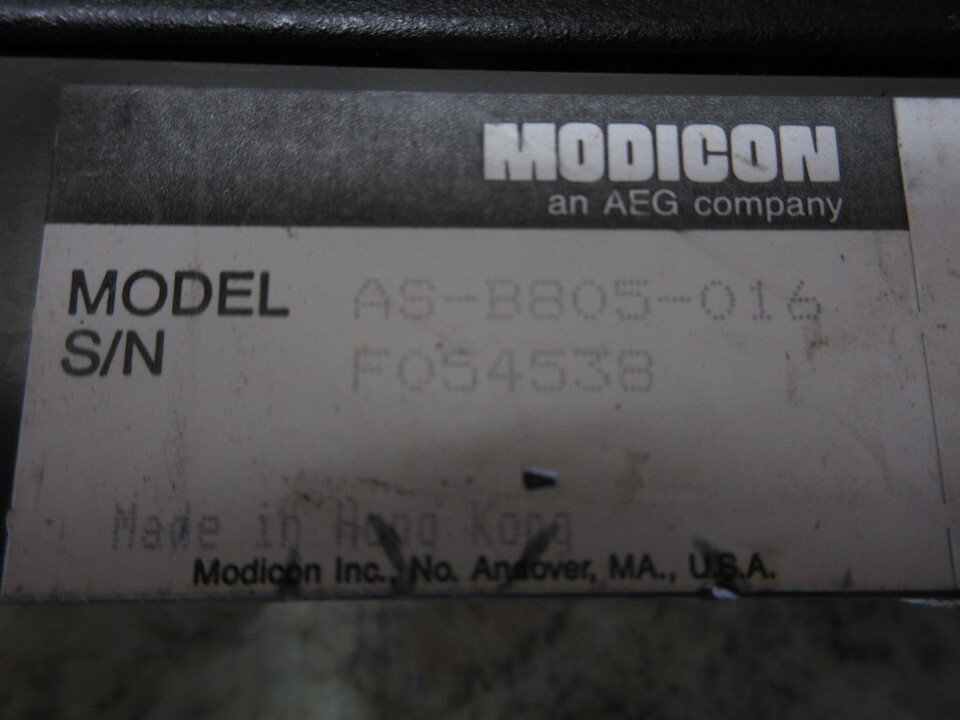 MODICON
an AEG company
MODEL AS-B805-016
S/N F054538
Made in Hong Kong
Modicon Inc., No. Andover, MA., U.S.A.